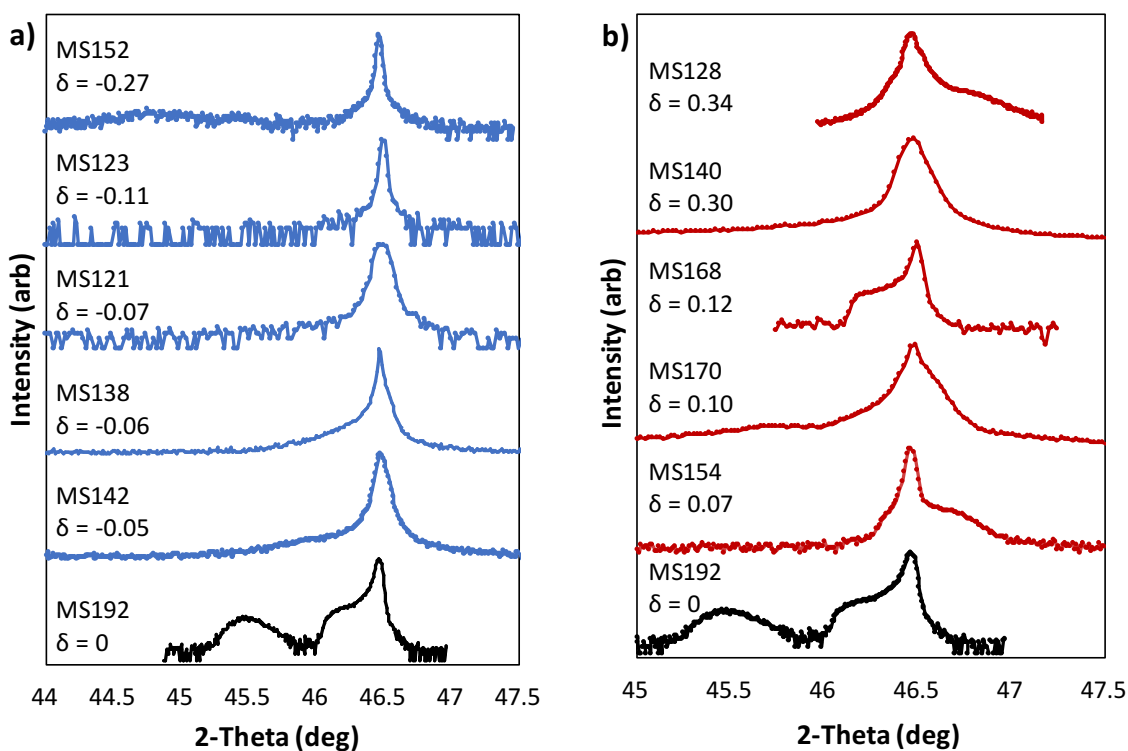 a)
MS152
δ = -0.27
MS123
δ = -0.11
MS121
δ = -0.07
MS138
δ = -0.06
MS142
δ = -0.05
MS192
δ = 0
Intensity (arb)
44 44.5 45 45.5 46 46.5 47 47.5
2-Theta (deg)
b)
MS128
δ = 0.34
MS140
δ = 0.30
MS168
δ = 0.12
MS170
δ = 0.10
MS154
δ = 0.07
MS192
δ = 0
Intensity (arb)
45 45.5 46 46.5 47 47.5
2-Theta (deg)